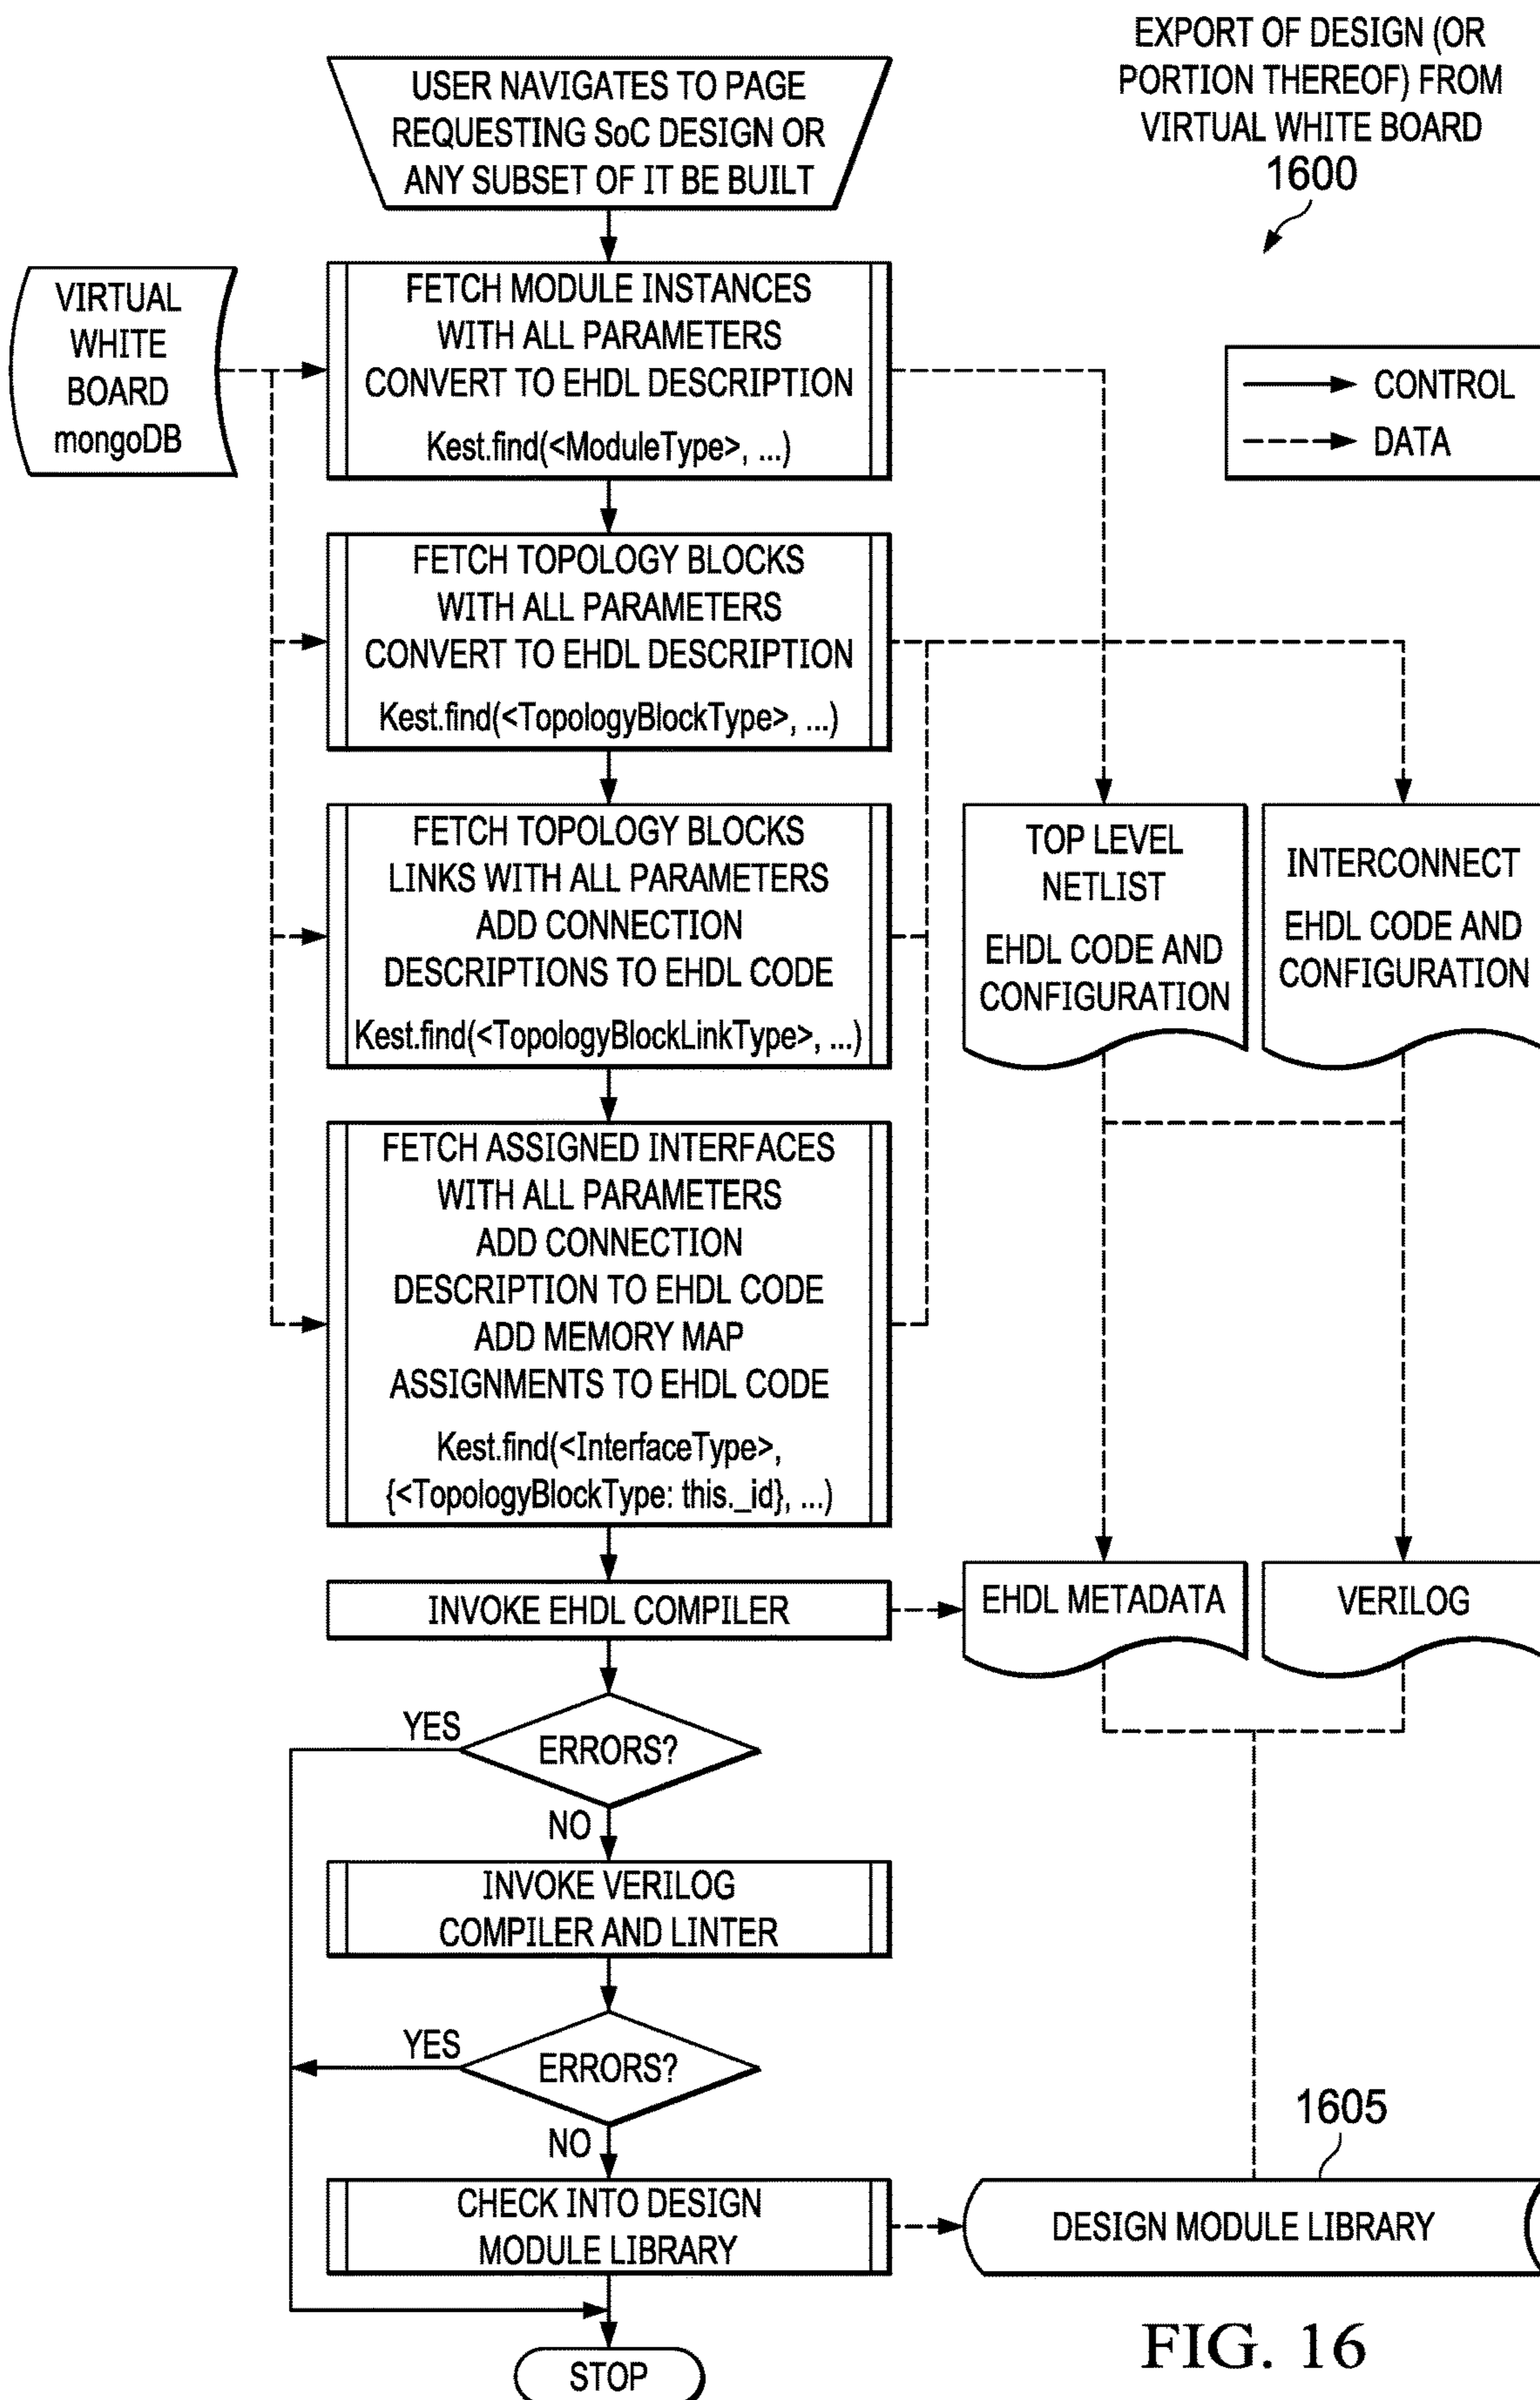 EXPORT OF DESIGN (OR
PORTION THEREOF) FROM
VIRTUAL WHITE BOARD
1600
USER NAVIGATES TO PAGE
REQUESTING SoC DESIGN OR
ANY SUBSET OF IT BE BUILT
VIRTUAL
WHITE
BOARD
mongoDB
FETCH MODULE INSTANCES
WITH ALL PARAMETERS
CONVERT TO EHDL DESCRIPTION
Kest.find(<ModuleType>, ...)
CONTROL
DATA
FETCH TOPOLOGY BLOCKS
WITH ALL PARAMETERS
CONVERT TO EHDL DESCRIPTION
Kest.find(<TopologyBlockType>, ...)
FETCH TOPOLOGY BLOCKS
LINKS WITH ALL PARAMETERS
ADD CONNECTION
DESCRIPTIONS TO EHDL CODE
Kest.find(<TopologyBlockLinkType>, ...)
TOP LEVEL
NETLIST
EHDL CODE AND
CONFIGURATION
INTERCONNECT
EHDL CODE AND
CONFIGURATION
FETCH ASSIGNED INTERFACES
WITH ALL PARAMETERS
ADD CONNECTION
DESCRIPTION TO EHDL CODE
ADD MEMORY MAP
ASSIGNMENTS TO EHDL CODE
Kest.find(<InterfaceType>,
{<TopologyBlockType: this._id}, ...)
INVOKE EHDL COMPILER
EHDL METADATA
VERILOG
YES
ERRORS?
NO
INVOKE VERILOG
COMPILER AND LINTER
YES
ERRORS?
NO
1605
CHECK INTO DESIGN
MODULE LIBRARY
DESIGN MODULE LIBRARY
STOP
FIG. 16